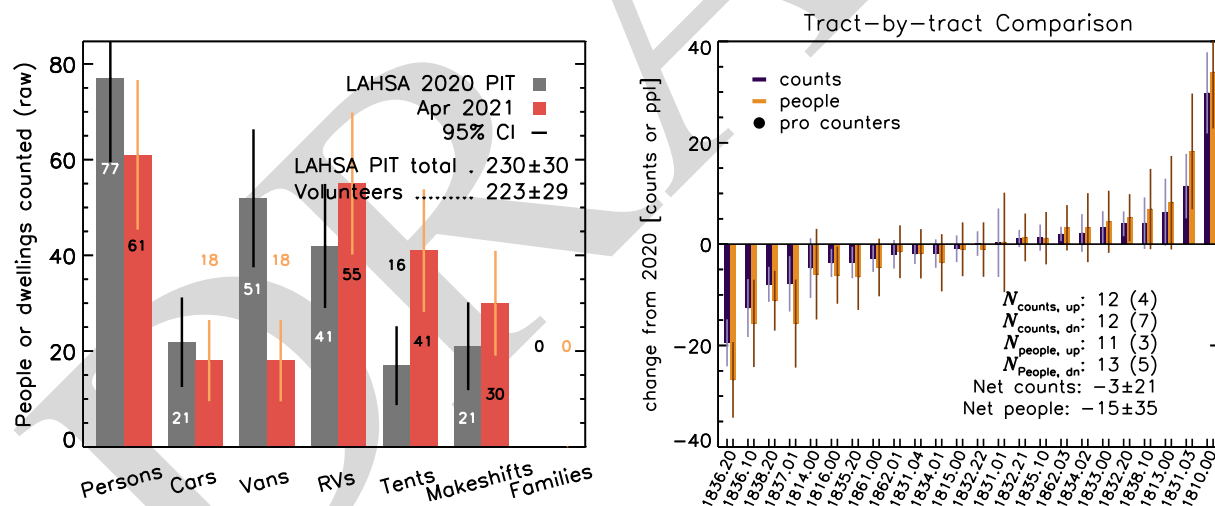 People or dwellings counted (raw)
80
60
40
20
0
LAHSA 2020 PIT
Apr 2021
95% CI
LAHSA PIT total . 230±30
Volunteers ......... 223±29
77
61
21
18
51
18
41
55
16
41
21
30
0
0
Persons
Cars
Vans
RVs
Tents
Makeshifts
Families
Tract-by-tract Comparison
change from 2020 [counts or ppl]
40
20
0
-20
-40
counts
people
pro counters
Ncounts, up: 12 (4)
Ncounts, dn: 12 (7)
Npeople, up: 11 (3)
NPeople, dn: 13 (5)
Net counts: -3±21
Net people: -15±35
1836.20
1836.10
1838.20
1837.01
1814.00
1816.00
1835.20
1861.00
1862.01
1831.04
1834.01
1815.00
1832.22
1831.01
1832.21
1835.10
1862.03
1834.02
1833.00
1832.20
1838.10
1813.00
1831.03
1810.00
DRA